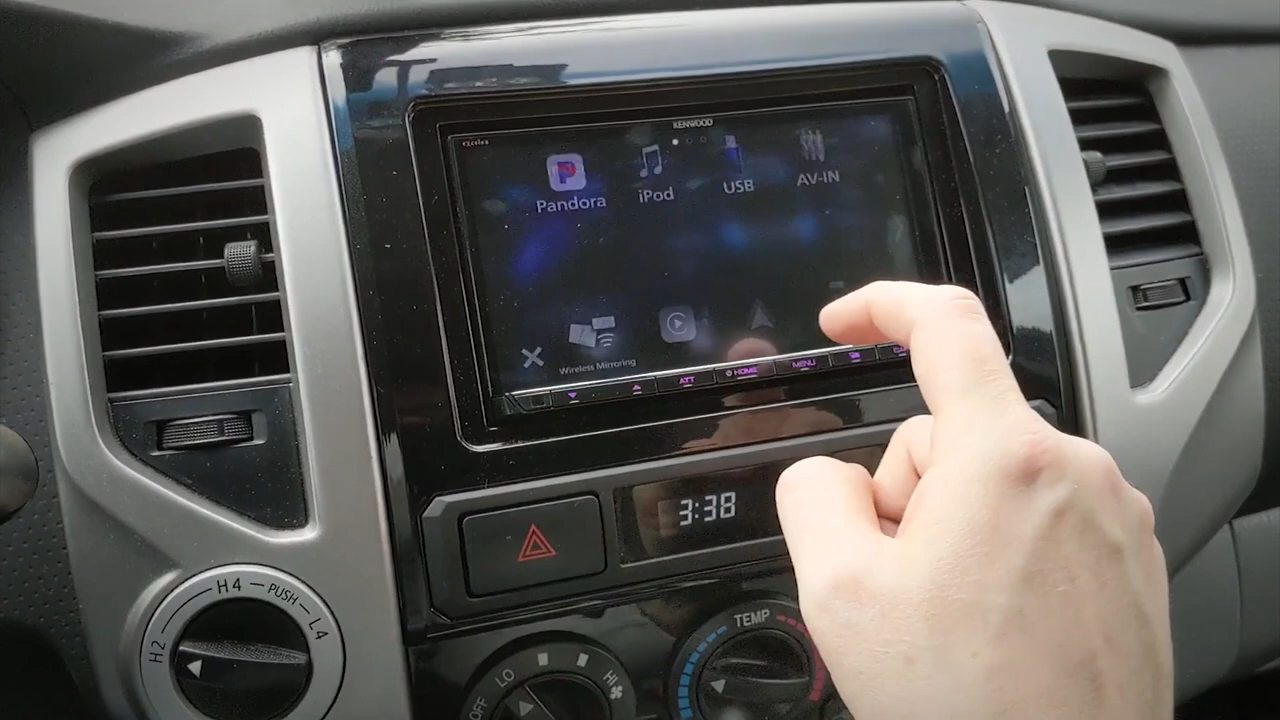 KENWOOD
eXcelon
Pandora
iPod
USB
AV-IN
Wireless Mirroring
ATT
HOME
MENU
3:38
H2
H4
PUSH
L4
OFF
LO
HI
TEMP